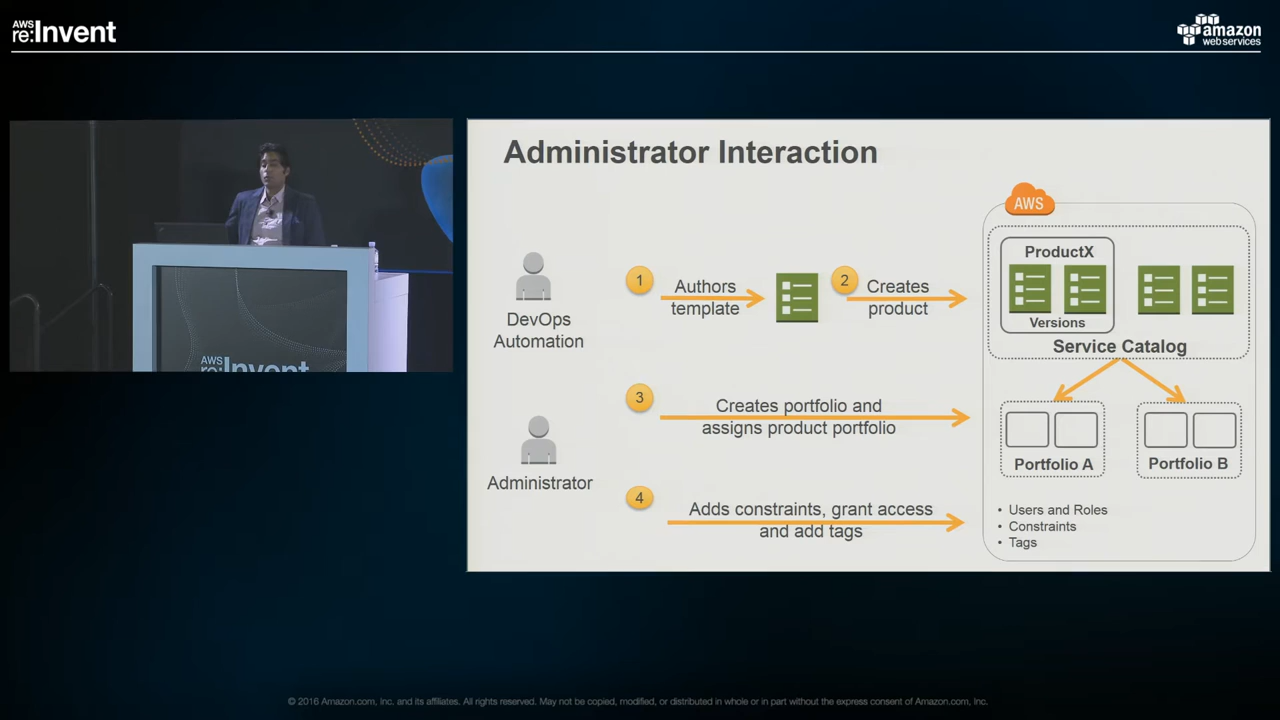 AWS
re:Invent
amazon
web services
AWS
re:Invent
Administrator Interaction
AWS
ProductX
Versions
Service Catalog
1
Authors
template
2
Creates
product
DevOps
Automation
3
Creates portfolio and
assigns product portfolio
Portfolio A
Portfolio B
Administrator
4
Adds constraints, grant access
and add tags
• Users and Roles
• Constraints
• Tags
© 2016 Amazon.com, Inc. and its affiliates. All rights reserved. May not be copied, modified, or distributed in whole or in part without the express consent of Amazon.com, Inc.